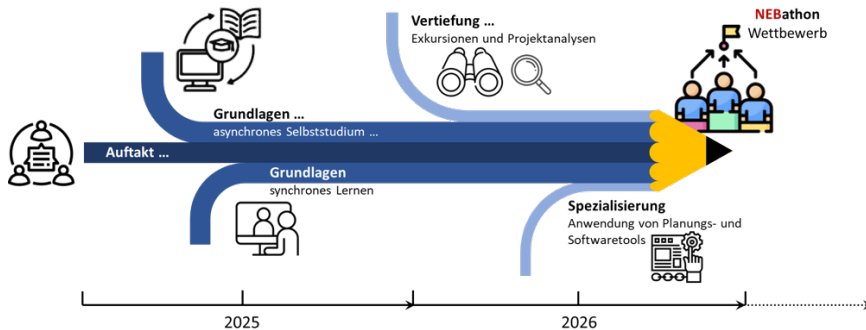 Vertiefung ...
Exkursionen und Projektanalysen
NEBathon
Wettbewerb
Grundlagen ...
asynchrones Selbststudium ...
Auftakt ...
Grundlagen
synchrones Lernen
Spezialisierung
Anwendung von Planungs- und
Softwaretools
2025
2026